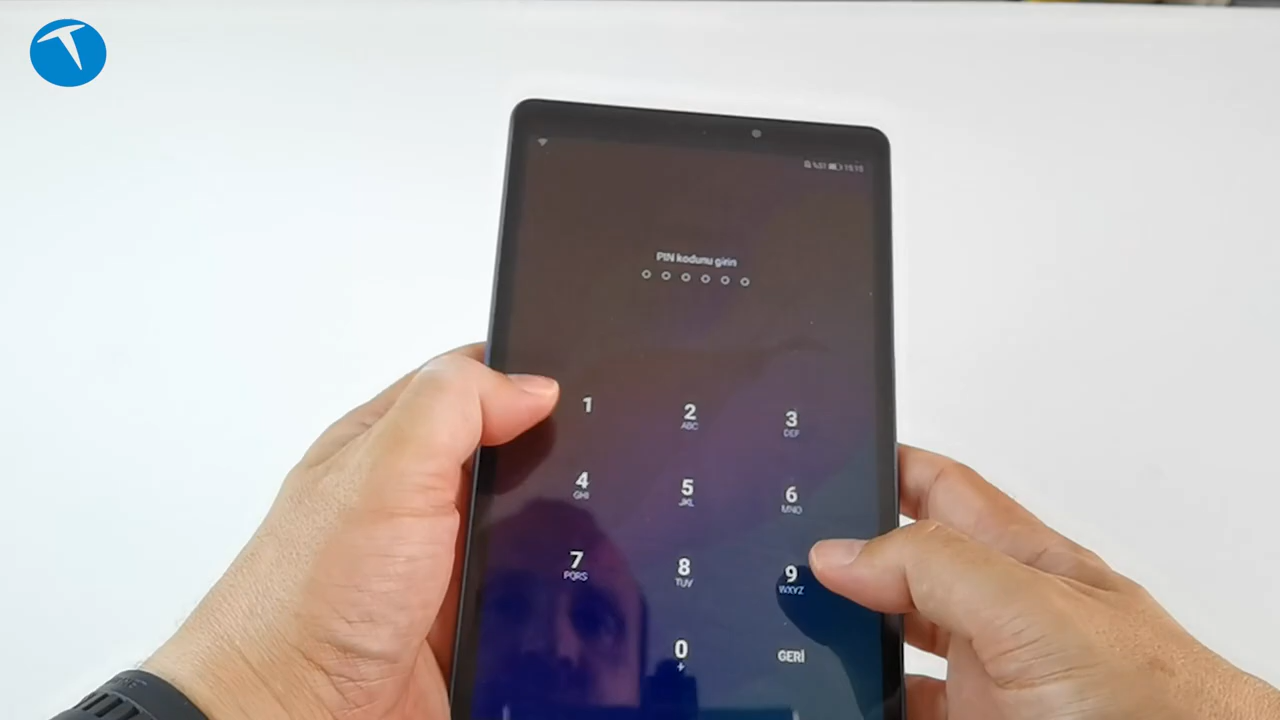 PIN kodunu girin
1
2
ABC
3
DEF
4
GHI
5
JKL
6
MNO
7
PQRS
8
TUV
9
WXYZ
0
+
GERİ